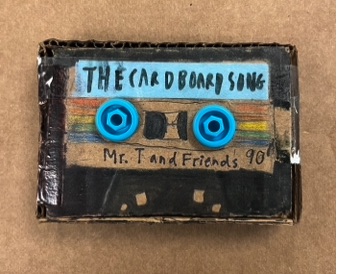 THE CARDBOARD SONG
Mr. T and Friends 90